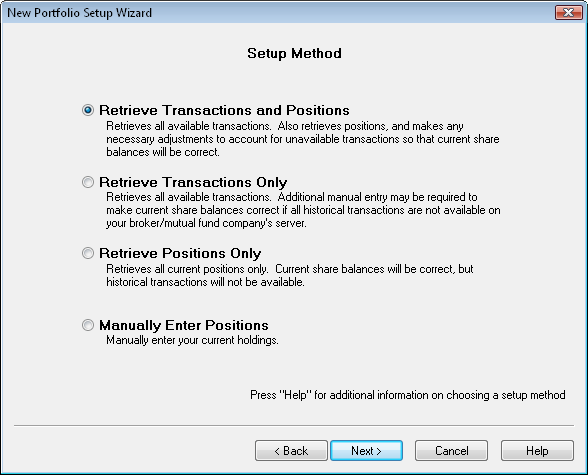 New Portfolio Setup Wizard
Setup Method
Retrieve Transactions and Positions
Retrieves all available transactions.  Also retrieves positions, and makes any
necessary adjustments to account for unavailable transactions so that current share
balances will be correct.
Retrieve Transactions Only
Retrieves all available transactions.  Additional manual entry may be required to
make current share balances correct if all historical transactions are not available on
your broker/mutual fund company's server.
Retrieve Positions Only
Retrieves all current positions only.  Current share balances will be correct, but
historical transactions will not be available.
Manually Enter Positions
Manually enter your current holdings.
Press "Help" for additional information on choosing a setup method
< Back
Next >
Cancel
Help